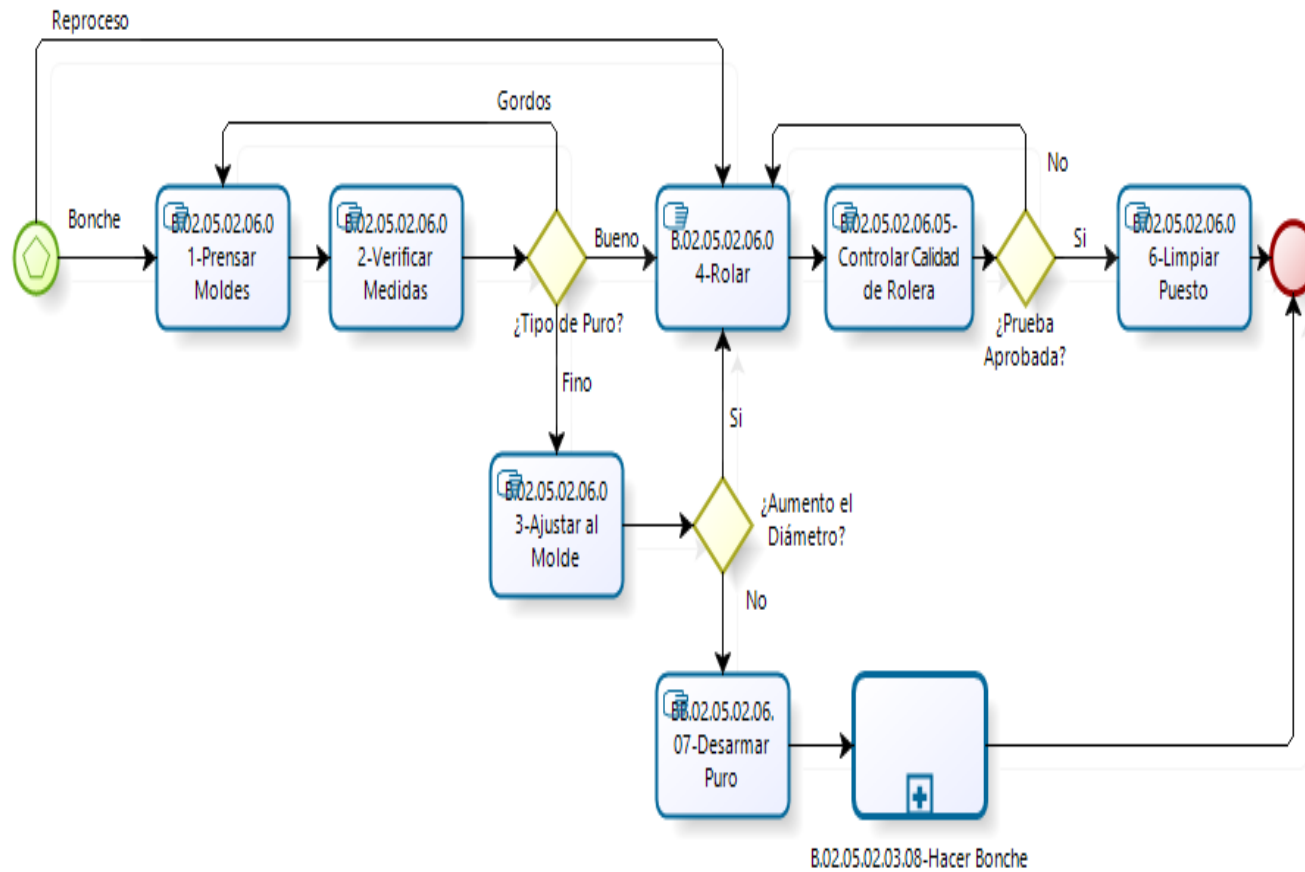 Reproceso
Gordos
No
Bonche
B.02.05.02.06.0
1-Prensar
Moldes
B.02.05.02.06.0
2-Verificar
Medidas
¿Tipo de Puro?
Bueno
B.02.05.02.06.0
4-Rolar
B.02.05.02.06.05-
Controlar Calidad
de Rolera
¿Prueba
Aprobada?
Si
B.02.05.02.06.0
6-Limpiar
Puesto
Fino
Si
B.02.05.02.06.0
3-Ajustar al
Molde
¿Aumento el
Diámetro?
No
BB.02.05.02.06.
07-Desarmar
Puro
B.02.05.02.03.08-Hacer Bonche